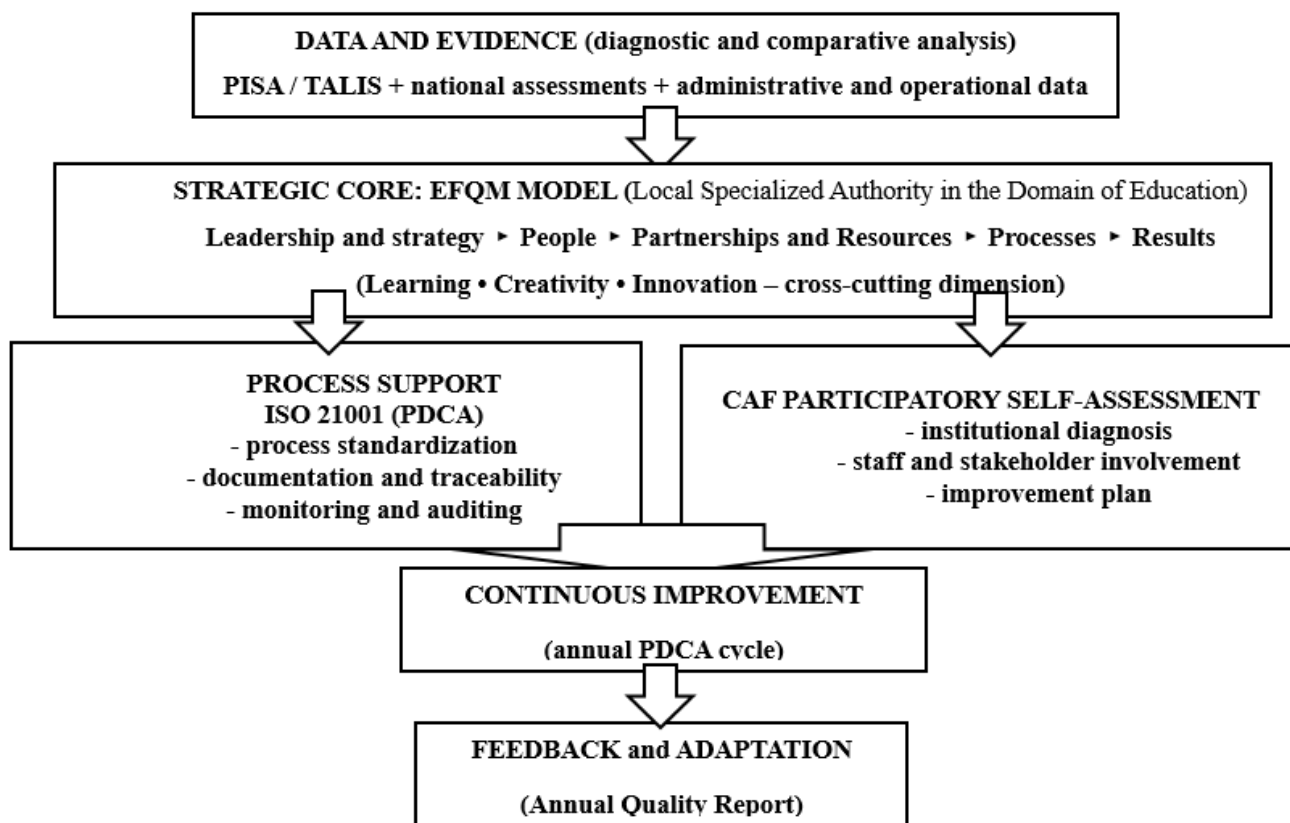 DATA AND EVIDENCE (diagnostic and comparative analysis)
PISA / TALIS + national assessments + administrative and operational data
STRATEGIC CORE: EFQM MODEL (Local Specialized Authority in the Domain of Education)
Leadership and strategy ▸ People ▸ Partnerships and Resources ▸ Processes ▸ Results
(Learning • Creativity • Innovation – cross-cutting dimension)
PROCESS SUPPORT
ISO 21001 (PDCA)
- process standardization
- documentation and traceability
- monitoring and auditing
CAF PARTICIPATORY SELF-ASSESSMENT
- institutional diagnosis
- staff and stakeholder involvement
- improvement plan
CONTINUOUS IMPROVEMENT
(annual PDCA cycle)
FEEDBACK and ADAPTATION
(Annual Quality Report)